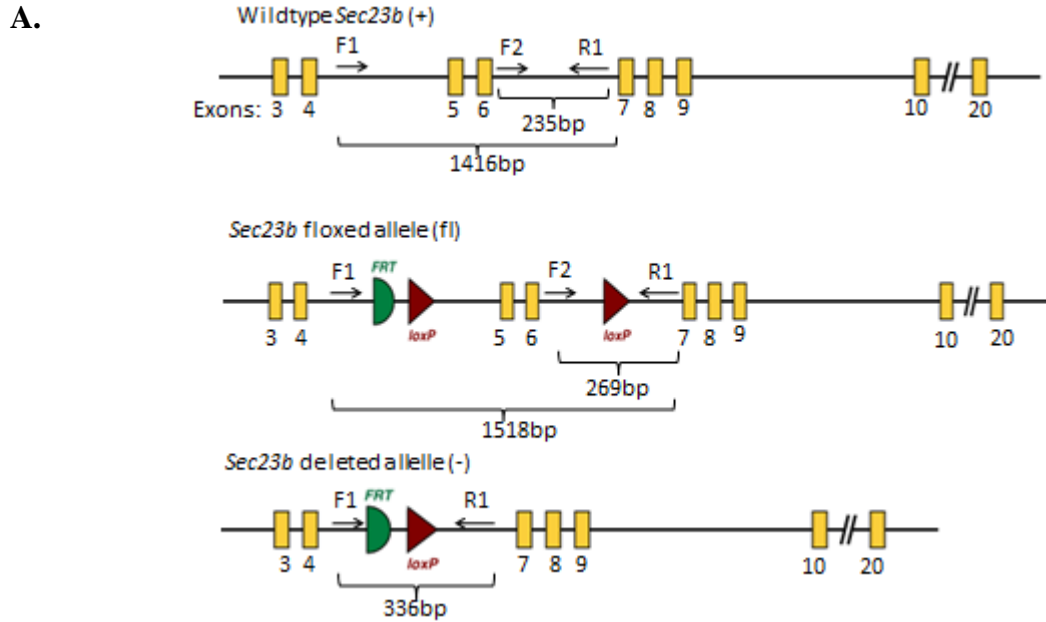 A.
Wildtype Sec23b (+)
F1 F2 R1
Exons: 3 4 5 6 7 8 9 10 20
235bp
1416bp
Sec23b floxed allele (fl)
F1 FRT F2 R1
loxP loxP
3 4 5 6 7 8 9 10 20
269bp
1518bp
Sec23b deleted allelle (-)
F1 FRT R1
loxP
3 4 7 8 9 10 20
336bp